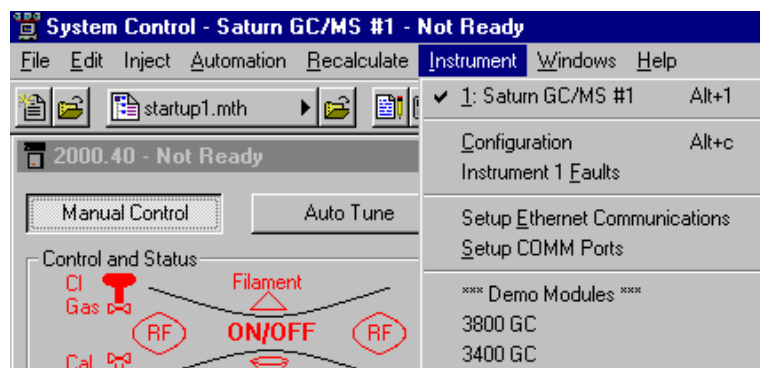 System Control - Saturn GC/MS #1 - Not Ready
File Edit Inject Automation Recalculate Instrument Windows Help
startup1.mth
1: Saturn GC/MS #1 Alt+1
Configuration Alt+c
Instrument 1 Faults
Setup Ethernet Communications
Setup COMM Ports
*** Demo Modules ***
3800 GC
3400 GC
2000.40 - Not Ready
Manual Control Auto Tune
Control and Status
CI Gas
Filament
RF ON/OFF RF
Cal